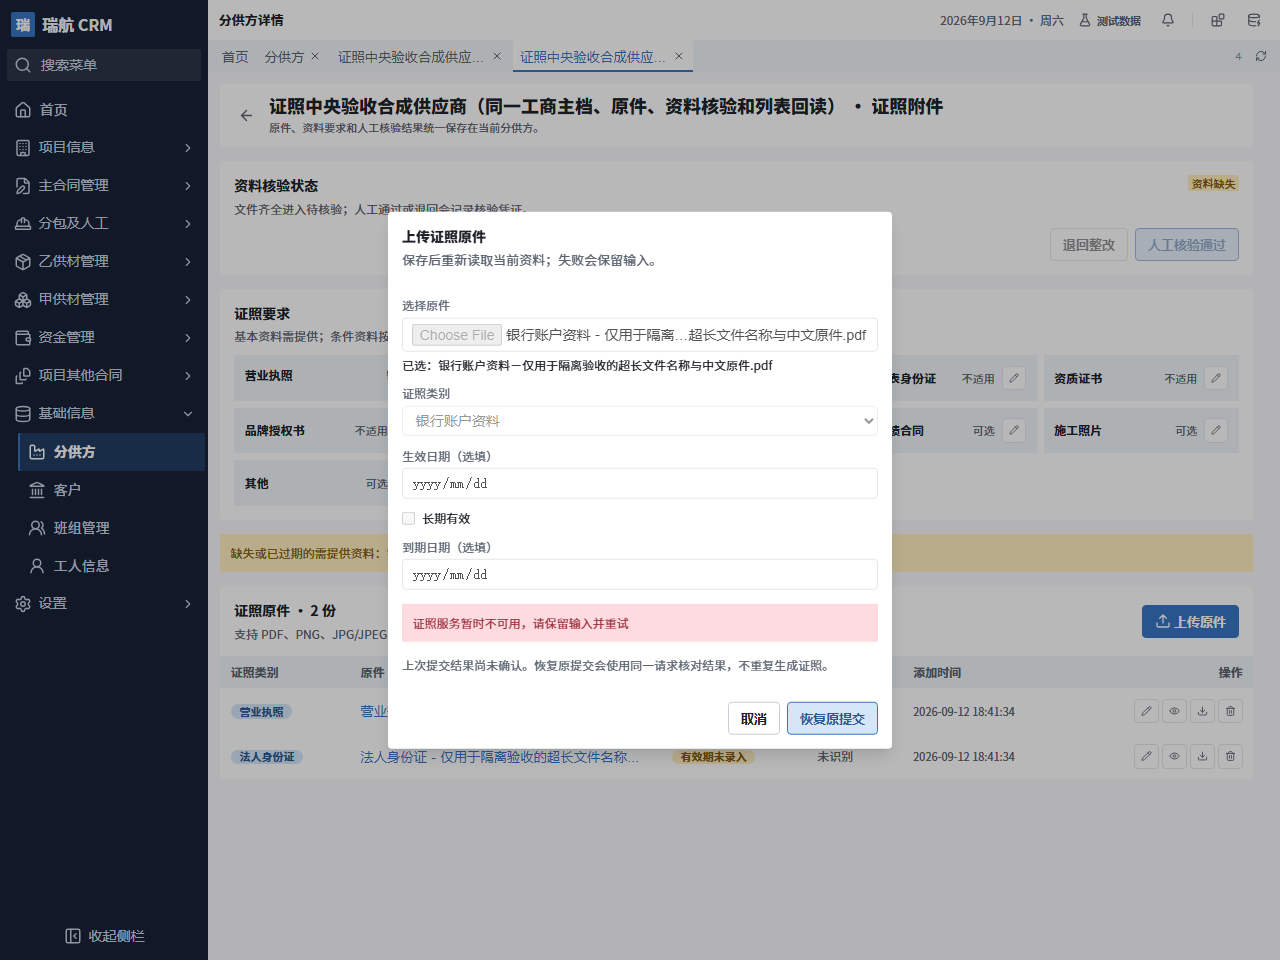 瑞 瑞航 CRM
搜索菜单
首页
项目信息
主合同管理
分包及人工
乙供材管理
甲供材管理
资金管理
项目其他合同
基础信息
分供方
客户
班组管理
工人信息
设置
收起侧栏
分供方详情
2026年9月12日 • 周六 测试数据
首页 分供方 证照中央验收合成供应... 证照中央验收合成供应... 4
证照中央验收合成供应商（同一工商主档、原件、资料核验和列表回读） • 证照附件
原件、资料要求和人工核验结果统一保存在当前分供方。
资料核验状态 资料缺失
文件齐全进入待核验；人工通过或退回会记录核验凭证。
退回整改 人工核验通过
证照要求
基本资料需提供；条件资料按
营业执照
表身份证 不适用
资质证书 不适用
品牌授权书 不适用
合同 可选
施工照片 可选
其他 可选
缺失或已过期的需提供资料：
证照原件 • 2 份
支持 PDF、PNG、JPG/JPEG
上传原件
证照类别 原件 添加时间 操作
营业执照 营业 2026-09-12 18:41:34
法人身份证 法人身份证 - 仅用于隔离验收的超长文件名称... 有效期未录入 未识别 2026-09-12 18:41:34
上传证照原件
保存后重新读取当前资料；失败会保留输入。
选择原件
Choose File 银行账户资料 - 仅用于隔离...超长文件名称与中文原件.pdf
已选：银行账户资料－仅用于隔离验收的超长文件名称与中文原件.pdf
证照类别
银行账户资料
生效日期（选填）
yyyy/mm/dd
长期有效
到期日期（选填）
yyyy/mm/dd
证照服务暂时不可用，请保留输入并重试
上次提交结果尚未确认。恢复原提交会使用同一请求核对结果，不重复生成证照。
取消 恢复原提交